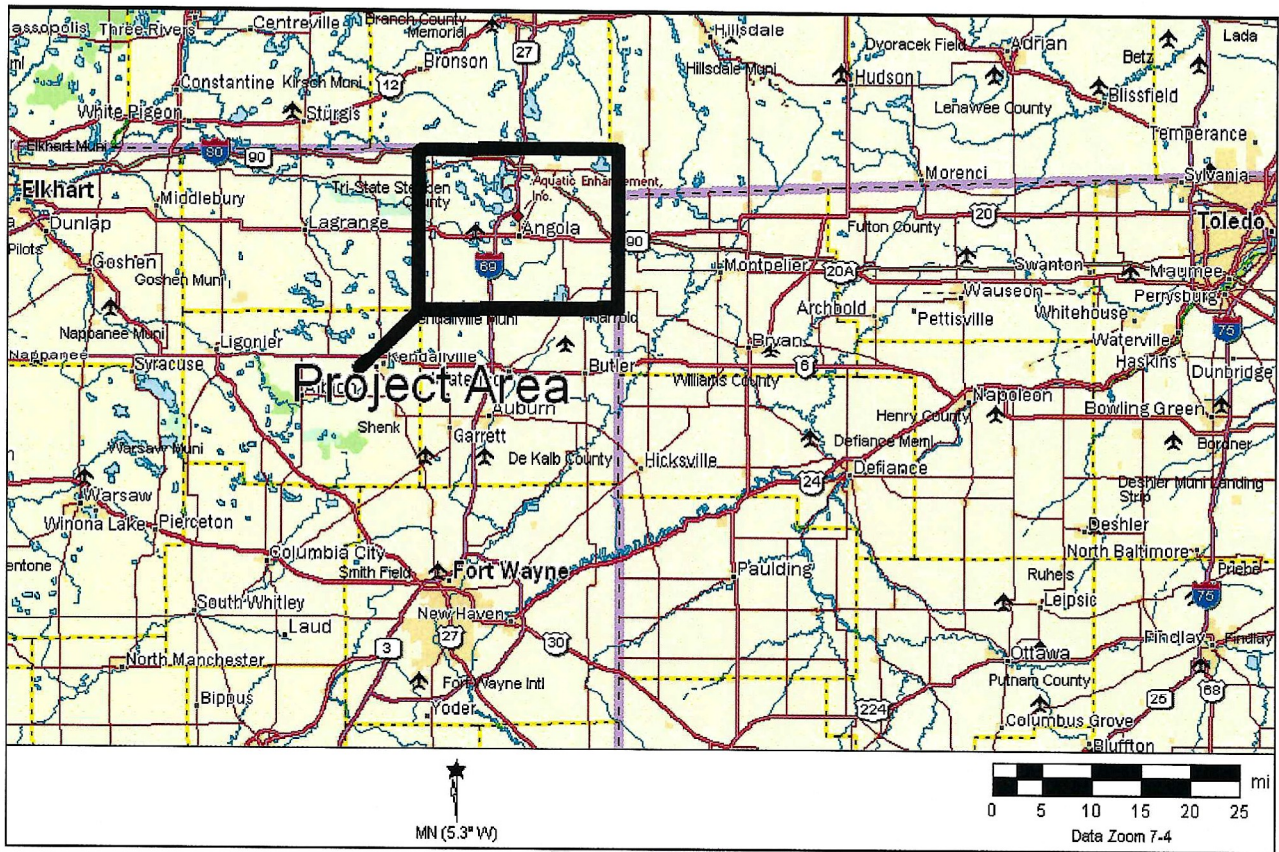 assopolis Three Rivers
Centreville
Branch County
Memorial
27
Hillsdale
Dvoracek Field
Adrian
Betz
Lada
Bronson
Constantine
Kirsch Muni
12
Hillsdale Muni
Hudson
Lenawee County
Blissfield
White Pigeon
Sturgis
Temperance
Elkhart Muni
80
90
Elkhart
Middlebury
Tri-State Steuben
County
Aquatic Enhancement,
Inc.
Morenci
Sylvania
Dunlap
Lagrange
Angola
90
20
Toledo
Pilots
Futon County
Goshen
Goshen Muni
69
Montpelier
20A
Swanton
Maumee
Wauseon
Perrysburg
Archbold
Pettisville
Whitehouse
Nappanee Muni
Kendallville Muni
75
Ligonier
Bryan
Waterville
Nappanee
Syracuse
Kendallville
Butler
6
Haskins
Dunbridge
Project Area
Williams County
Napoleon
Auburn
Henry County
Bowling Green
Shenk
Garrett
Defiance Meml
Bordner
Warsaw Muni
De Kalb County
Hicksville
Defiance
24
Deshler Muni Landing
Strip
Warsaw
Winona Lake
Pierceton
Deshler
Columbia City
North Baltimore
entone
Smith Field
Fort Wayne
Paulding
Ruhe's
Priebe
South Whitley
New Haven
Leipsic
75
Laud
27
30
3
Findlay
Findlay
North Manchester
Ottawa
Fort Wayne Intl
Putnam County
68
Bippus
Yoder
224
25
Columbus Grove
Bluffton
MN (5.3° W)
mi
0 5 10 15 20 25
Data Zoom 7-4